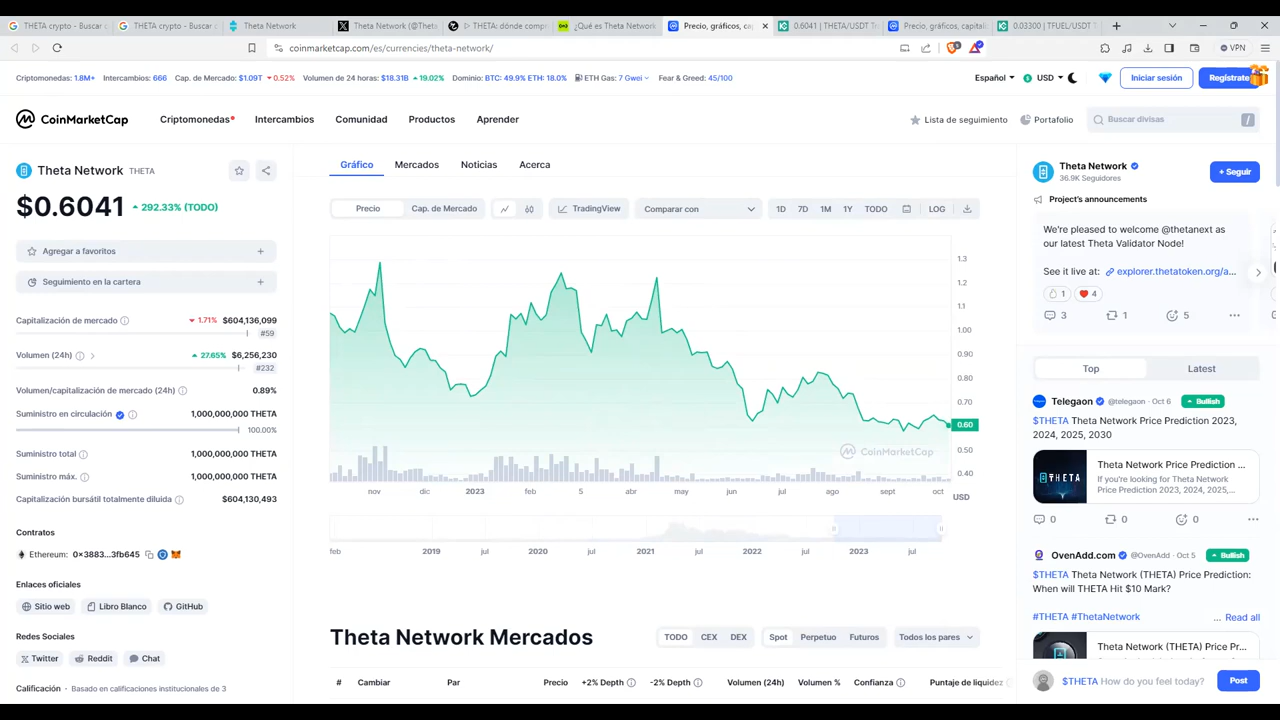 THETA crypto - Buscar c
THETA crypto - Buscar c
Theta Network
Theta Network (@Theta
▷ THETA: dónde comp
¿Qué es Theta Network
Precio, gráficos, ca
0.6041 | THETA/USDT T
Precio, gráficos, capitali
0.03300 | TFUEL/USDT T
coinmarketcap.com/es/currencies/theta-network/
VPN
Criptomonedas: 1.8M+ Intercambios: 666 Cap. de Mercado: $1.09T 0.52% Volumen de 24 horas: $18.31B 19.02% Dominio: BTC: 49.9% ETH: 18.0% ETH Gas: 7 Gwei Fear & Greed: 45/100
Español USD Iniciar sesión Regístrate
CoinMarketCap
Criptomonedas Intercambios Comunidad Productos Aprender
Lista de seguimiento Portafolio Buscar divisas /
Theta Network THETA
$0.6041 292.33% (TODO)
Agregar a favoritos +
Seguimiento en la cartera +
Capitalización de mercado 1.71% $604,136,099
#59
Volumen (24h) 27.65% $6,256,230
#232
Volumen/capitalización de mercado (24h) 0.89%
Suministro en circulación 1,000,000,000 THETA
100.00%
Suministro total 1,000,000,000 THETA
Suministro máx. 1,000,000,000 THETA
Capitalización bursátil totalmente diluida $604,130,493
Contratos
Ethereum: 0x3883...3fb645
Enlaces oficiales
Sitio web Libro Blanco GitHub
Redes Sociales
Twitter Reddit Chat
Calificación · Basado en calificaciones institucionales de 3
Gráfico Mercados Noticias Acerca
Precio Cap. de Mercado TradingView Comparar con 1D 7D 1M 1Y TODO LOG
1.3
1.2
1.1
1.00
0.90
0.80
0.70
0.60
0.50
0.40
CoinMarketCap
nov dic 2023 feb 5 abr may jun jul ago sept oct
USD
feb 2019 jul 2020 jul 2021 jul 2022 jul 2023 jul
Theta Network Mercados
TODO CEX DEX Spot Perpetuo Futuros Todos los pares
# Cambiar Par Precio +2% Depth -2% Depth Volumen (24h) Volumen % Confianza Puntaje de liquidez
Theta Network
36.9K Seguidores
+ Seguir
Project's announcements
We're pleased to welcome @thetanext as
our latest Theta Validator Node!
See it live at: explorer.thetatoken.org/a...
1 4
3 1 5
Top Latest
Telegaon @telegaon · Oct 6 Bullish
$THETA Theta Network Price Prediction 2023,
2024, 2025, 2030
THETA
Theta Network Price Prediction ...
If you're looking for Theta
Network Price Prediction 2023, 2024, 2025,...
0 0 0
OvenAdd.com @OvenAdd · Oct 5 Bullish
$THETA Theta Network (THETA) Price Prediction:
When will THETA Hit $10 Mark?
#THETA #ThetaNetwork ... Read all
Theta Network (THETA) Price Pr...
$THETA How do you feel today? Post